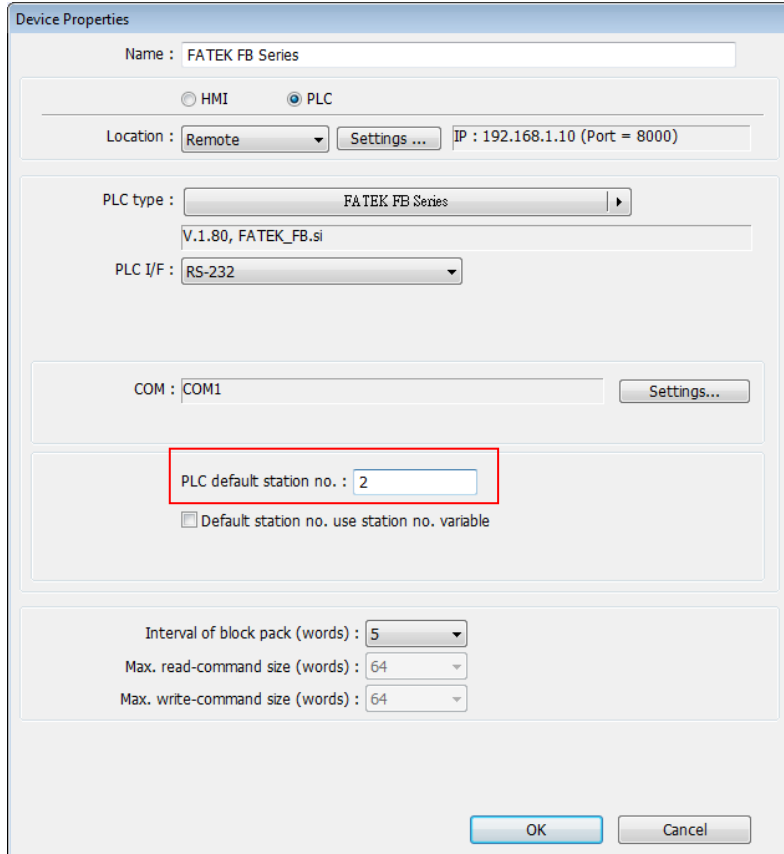 Device Properties
Name : FATEK FB Series
HMI PLC
Location : Remote Settings ... IP : 192.168.1.10 (Port = 8000)
PLC type : FATEK FB Series
V.1.80, FATEK_FB.si
PLC I/F : RS-232
COM : COM1 Settings...
PLC default station no. : 2
Default station no. use station no. variable
Interval of block pack (words) : 5
Max. read-command size (words) : 64
Max. write-command size (words) : 64
OK Cancel